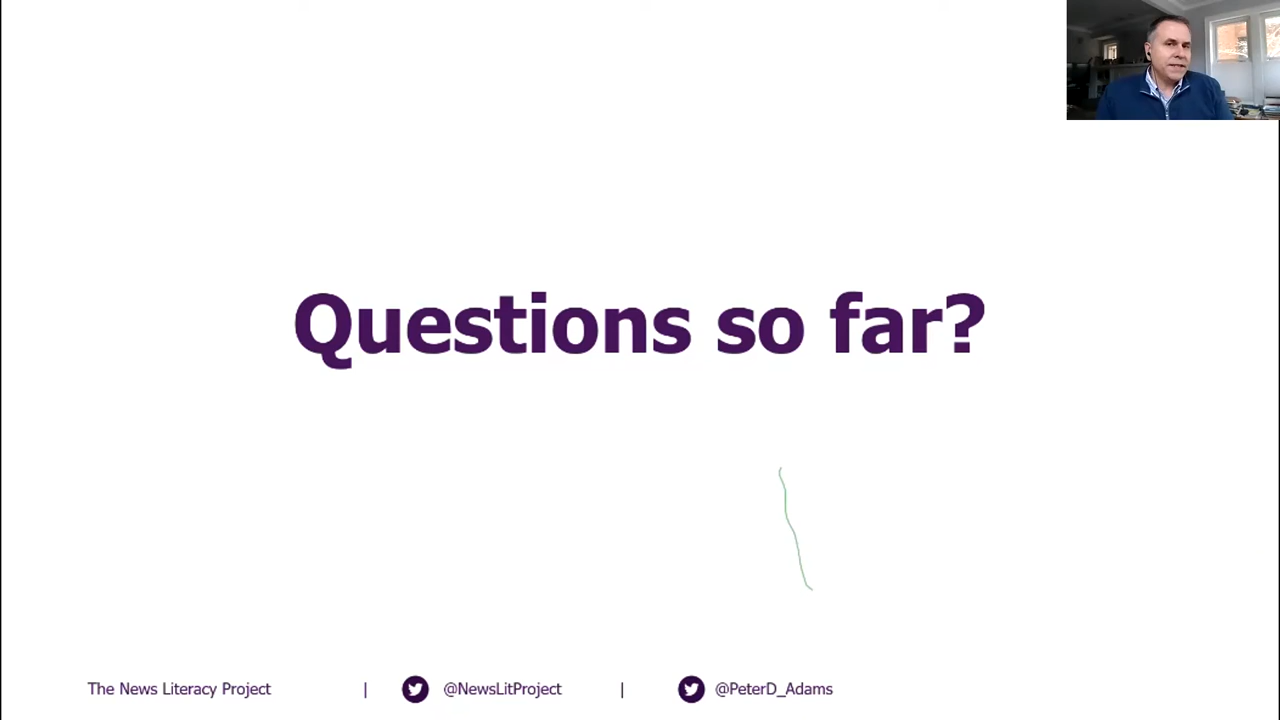 Questions so far?
The News Literacy Project | @NewsLitProject | @PeterD_Adams